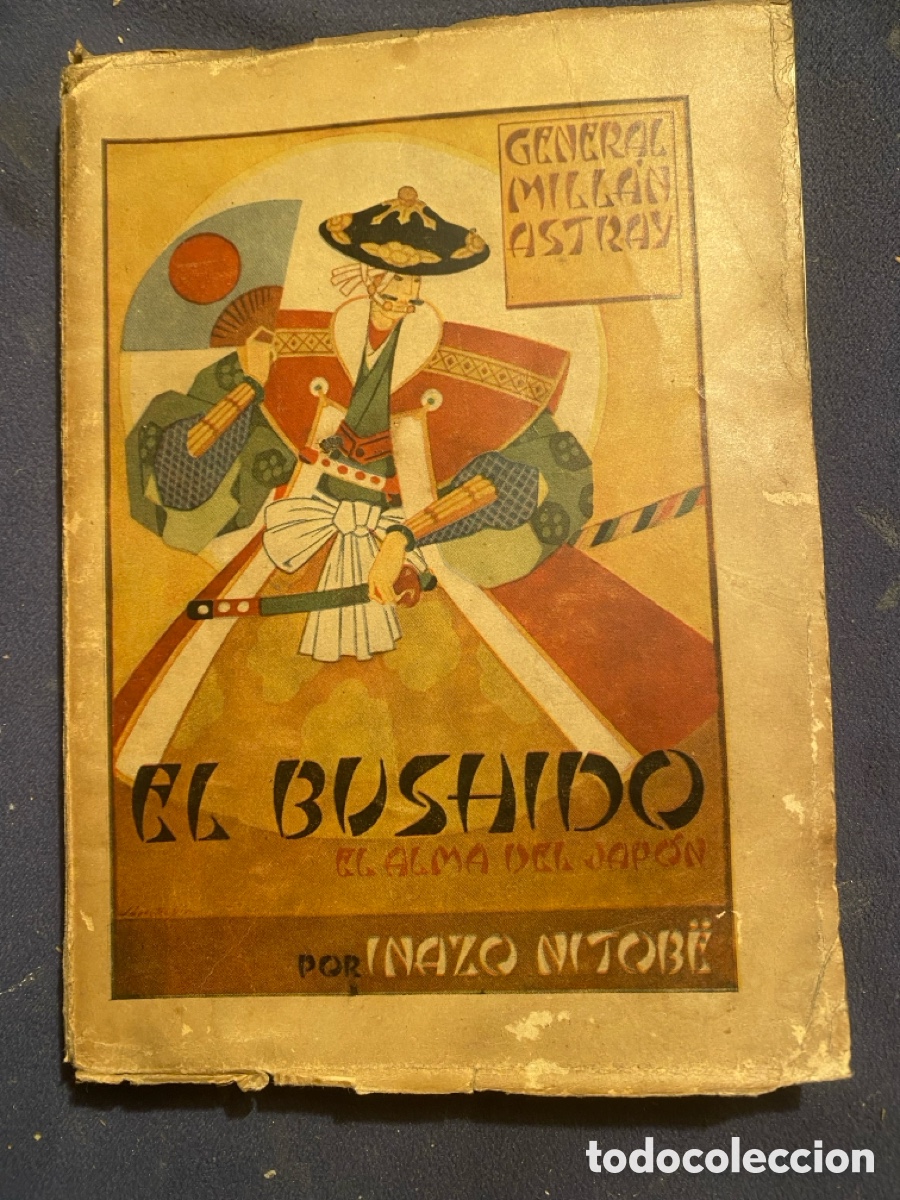 GENERAL
MILLÁN
ASTRAY
EL BUSHIDO
EL ALMA DEL JAPÓN
POR INAZO NITOBË
todocoleccion